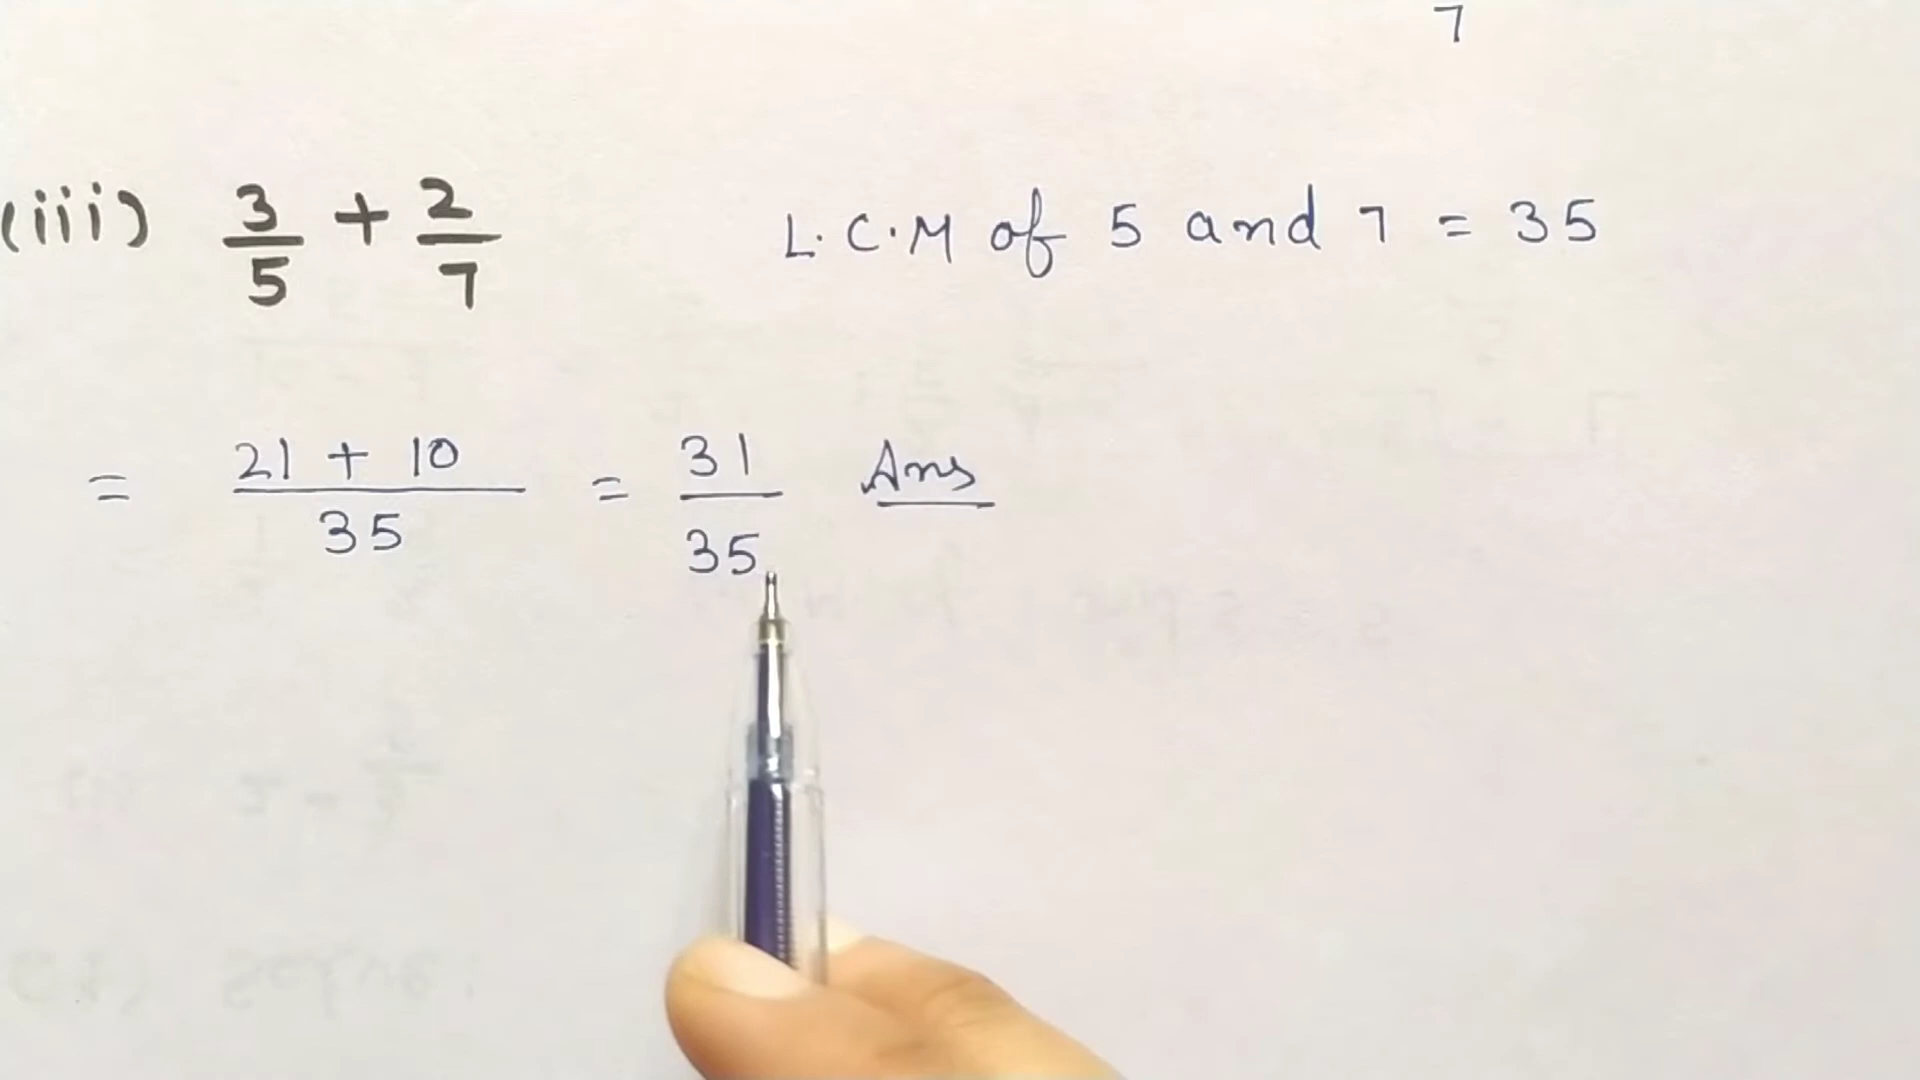 7
(iii) 3/5 + 2/7 L.C.M of 5 and 7 = 35
= 21 + 10/35 = 31/35 Ans